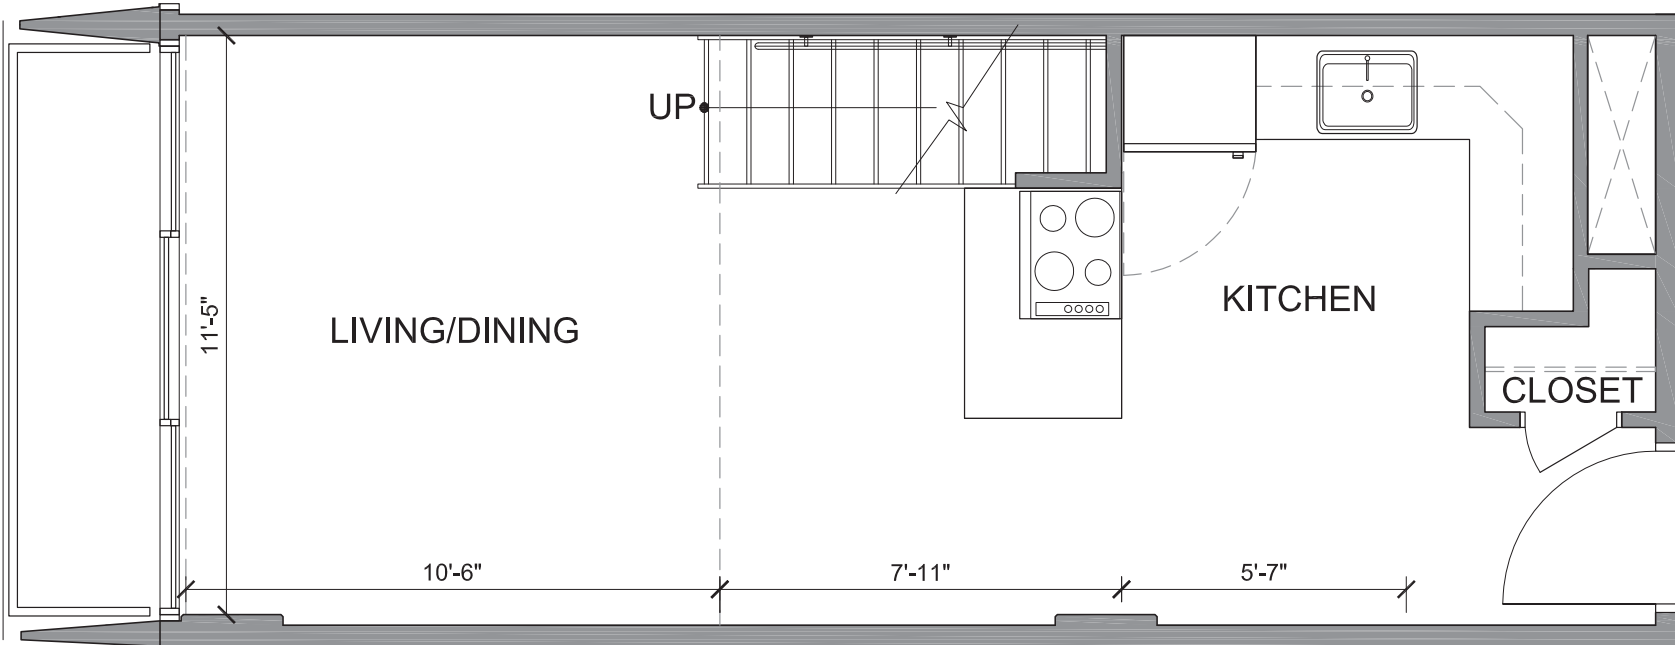 UP
11'-5"
LIVING/DINING
KITCHEN
CLOSET
10'-6"
7'-11"
5'-7"